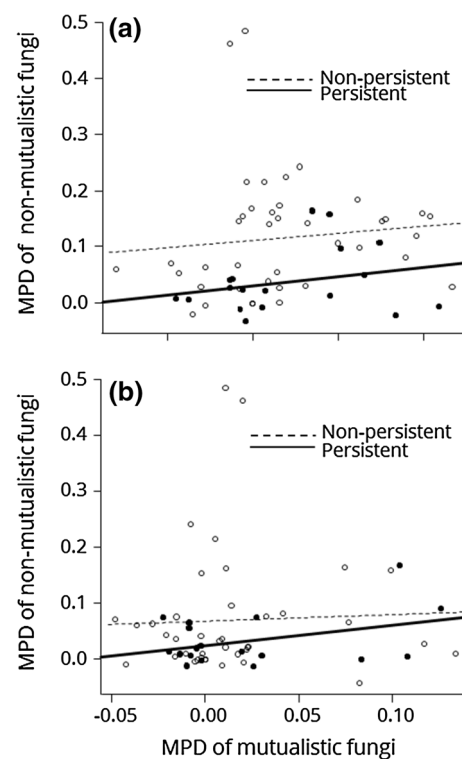 (a)
0.5
0.4
0.3
0.2
0.1
0.0
MPD of non-mutualistic fungi
Non-persistent
Persistent
(b)
0.5
0.4
0.3
0.2
0.1
0.0
MPD of non-mutualistic fungi
Non-persistent
Persistent
-0.05 0.00 0.05 0.10
MPD of mutualistic fungi